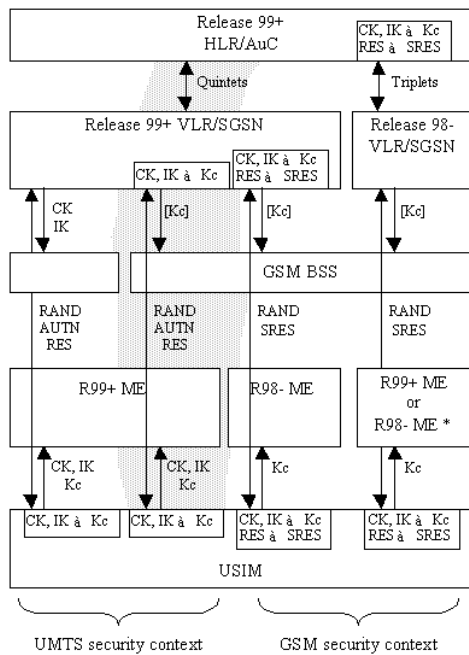 Release 99+
HLR/AuC
CK, IK à Kc
RES à SRES
Quintets
Triplets
Release 99+ VLR/SGSN
CK, IK à Kc
CK, IK à Kc
RES à SRES
Release 98-
VLR/SGSN
CK
IK
[Kc]
[Kc]
[Kc]
GSM BSS
RAND
AUTN
RES
RAND
AUTN
RES
RAND
SRES
RAND
SRES
R99+ ME
R98- ME
R99+ ME
or
R98- ME *
CK, IK
Kc
CK, IK
Kc
Kc
Kc
CK, IK à Kc
CK, IK à Kc
CK, IK à Kc
RES à SRES
CK, IK à Kc
RES à SRES
USIM
UMTS security context
GSM security context